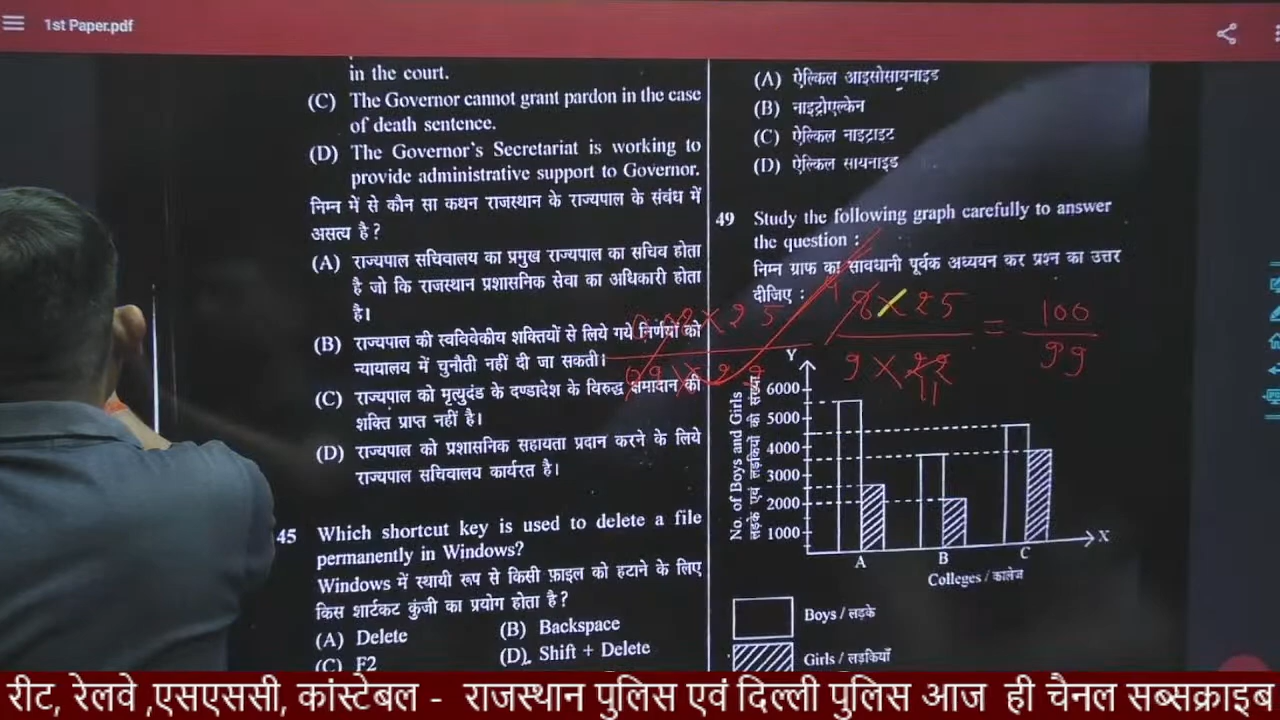 1st Paper.pdf
in the court.
(C) The Governor cannot grant pardon in the case
of death sentence.
(D) The Governor's Secretariat is working to
provide administrative support to Governor.
निम्न में से कौन सा कथन राजस्थान के राज्यपाल के संबंध में
असत्य है ?
(A) राज्यपाल सचिवालय का प्रमुख राज्यपाल का सचिव होता
है जो कि राजस्थान प्रशासनिक सेवा का अधिकारी होता
है।
(B) राज्यपाल की स्वविवेकीय शक्तियों से लिये गये निर्णयों को
न्यायालय में चुनौती नहीं दी जा सकती।
(C) राज्यपाल को मृत्युदंड के दण्डादेश के विरुद्ध क्षमादान की
शक्ति प्राप्त नहीं है।
(D) राज्यपाल को प्रशासनिक सहायता प्रदान करने के लिये
राज्यपाल सचिवालय कार्यरत है।
45 Which shortcut key is used to delete a file
permanently in Windows?
Windows में स्थायी रूप से किसी फ़ाइल को हटाने के लिए
किस शार्टकट कुंजी का प्रयोग होता है ?
(A) Delete (B) Backspace
(C) F2 (D) Shift + Delete
(A) ऐल्किल आइसोसायनाइड
(B) नाइट्रोएल्केन
(C) ऐल्किल नाइट्राइट
(D) ऐल्किल सायनाइड
49 Study the following graph carefully to answer
the question :
निम्न ग्राफ का सावधानी पूर्वक अध्ययन कर प्रश्न का उत्तर
दीजिए :
8 × 25 = 100
9 × 22 99
11
Y
No. of Boys and Girls
लड़के एवं लड़कियों की संख्या
6000
5000
4000
3000
2000
1000
X
A B C
Colleges / कालेज
Boys / लड़के
Girls / लड़कियाँ
रीट, रेलवे ,एसएससी, कांस्टेबल - राजस्थान पुलिस एवं दिल्ली पुलिस आज ही चैनल सब्सक्राइब